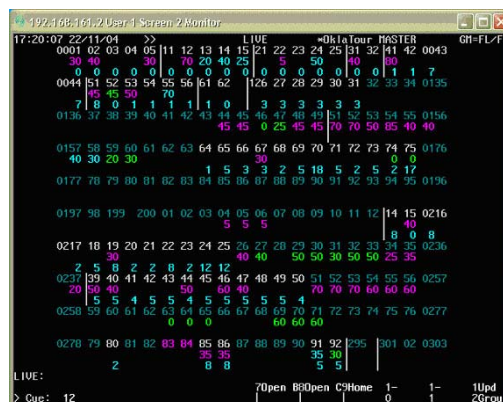 192.168.161.2 User 1 Screen 2 Monitor
17:20:07 22/11/04 >> LIVE *OklaTour MASTER GM=FL/F
0001 02 03 04 05 11 12 13 14 15 21 22 23 24 25 31 32 41 42 0043
30 40 70 20 40 25 5 50 40 80
0 0 0 0 0 0 0 0 0 0 0 0 0 0 0 0 0 1 1 7
0044 51 52 53 54 55 56 61 62 126 27 28 29 30 31 32 33 34 0135
45 45 50 70
7 8 0 1 1 1 1 1 0 3 3 3 3 3 3
0136 37 38 39 40 41 42 43 44 45 46 47 48 49 51 52 53 54 55 0156
45 45 0 25 45 45 70 70 50 85 40 40
0157 58 59 60 61 62 63 64 65 66 67 68 69 70 71 72 73 74 75 0176
40 30 20 30 30 0 0
1 5 3 3 2 5 18 5 2 5 2 17
0177 78 79 80 81 82 83 84 85 86 87 88 89 90 91 92 93 94 95 0196
0197 98 199 200 01 02 03 04 05 06 07 08 09 10 11 12 14 15 0216
5 5 5 40
8 0 8
0217 18 19 20 21 22 23 24 25 26 27 28 29 30 31 32 33 34 35 0236
30 40 40 50 50 30 50 50 25 35
2 5 8 2 2 8 2 12 12
0237 39 40 41 42 43 44 45 46 47 48 49 50 51 52 53 54 55 56 0257
20 50 40 50 60 40 70 70 70 60 60 60
5 5 4 5 5 4 5 5 5 5 5 4
0258 59 60 61 62 63 64 65 66 67 68 69 70 71 72 73 74 75 76 0277
0 0 0 60 60 60
0278 79 80 81 82 83 84 85 86 87 88 89 90 91 92 295 301 02 0303
35 35 35 30
2 8 8 5 5
LIVE:
7Open B8Open C9Home 1- 1- 1Upd
> Cue: 12 0 1 2Grou